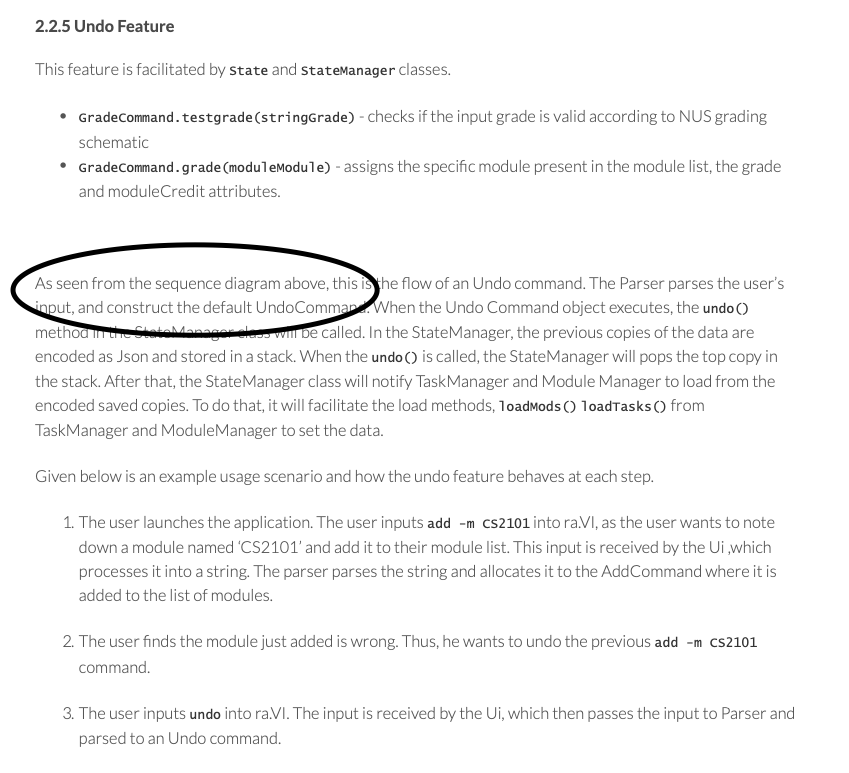 2.2.5 Undo Feature
This feature is facilitated by State and StateManager classes.
• GradeCommand.testgrade(stringGrade) - checks if the input grade is valid according to NUS grading
schematic
• GradeCommand.grade(moduleModule) - assigns the specific module present in the module list, the grade
and moduleCredit attributes.
As seen from the sequence diagram above, this is the flow of an Undo command. The Parser parses the user's
input, and construct the default UndoCommand. When the Undo Command object executes, the undo()
method in the StateManager class will be called. In the StateManager, the previous copies of the data are
encoded as Json and stored in a stack. When the undo() is called, the StateManager will pops the top copy in
the stack. After that, the StateManager class will notify TaskManager and Module Manager to load from the
encoded saved copies. To do that, it will facilitate the load methods, loadMods() loadTasks() from
TaskManager and ModuleManager to set the data.
Given below is an example usage scenario and how the undo feature behaves at each step.
1. The user launches the application. The user inputs add -m CS2101 into ra.VI, as the user wants to note
down a module named 'CS2101' and add it to their module list. This input is received by the Ui ,which
processes it into a string. The parser parses the string and allocates it to the AddCommand where it is
added to the list of modules.
2. The user finds the module just added is wrong. Thus, he wants to undo the previous add -m CS2101
command.
3. The user inputs undo into ra.VI. The input is received by the Ui, which then passes the input to Parser and
parsed to an Undo command.